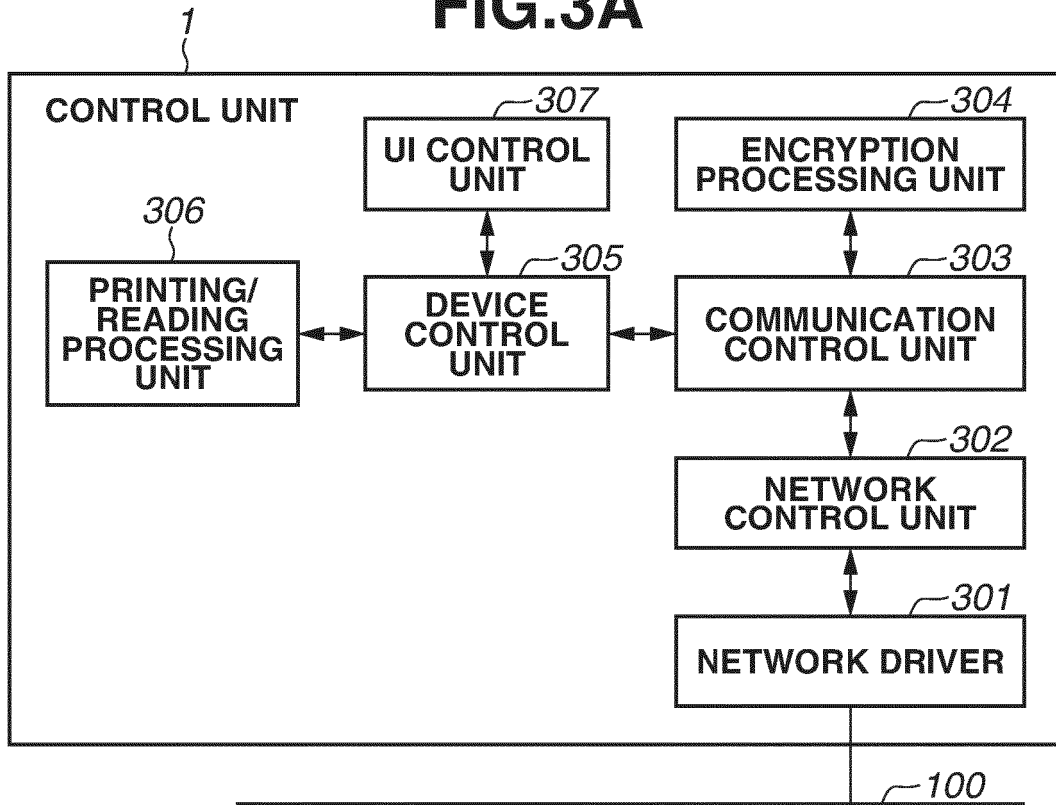 FIG.3A
1
CONTROL UNIT
307
UI CONTROL
UNIT
304
ENCRYPTION
PROCESSING UNIT
306
PRINTING/
READING
PROCESSING
UNIT
305
DEVICE
CONTROL
UNIT
303
COMMUNICATION
CONTROL UNIT
302
NETWORK
CONTROL UNIT
301
NETWORK DRIVER
100